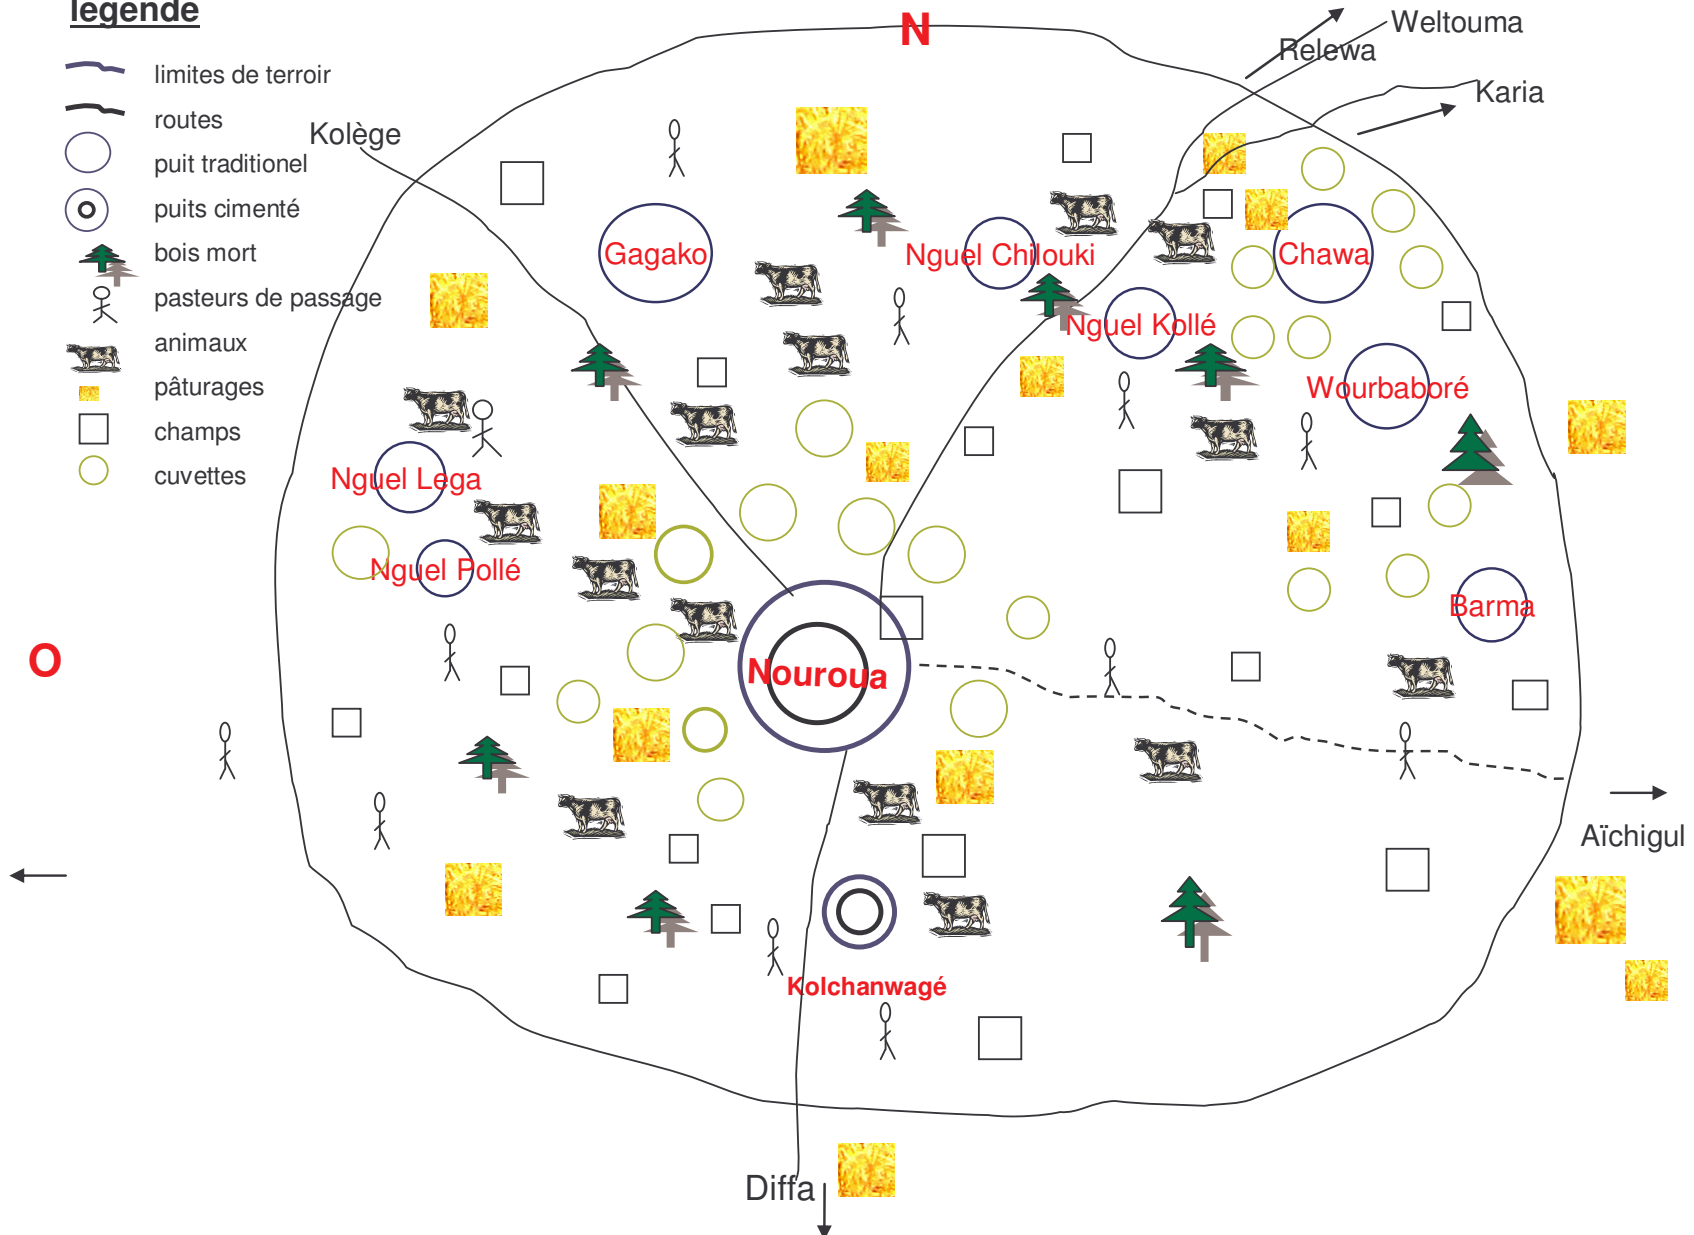 légende
limites de terroir
routes
puit traditionel
puits cimenté
bois mort
pasteurs de passage
animaux
pâturages
champs
cuvettes
N
Weltouma
Relewa
Karia
Kolège
Gagako
Nguel Chilouki
Chawa
Nguel Kollé
Wourbaboré
Nguel Lega
Nguel Pollé
Barma
O
Nouroua
Aïchigul
Kolchanwagé
Diffa